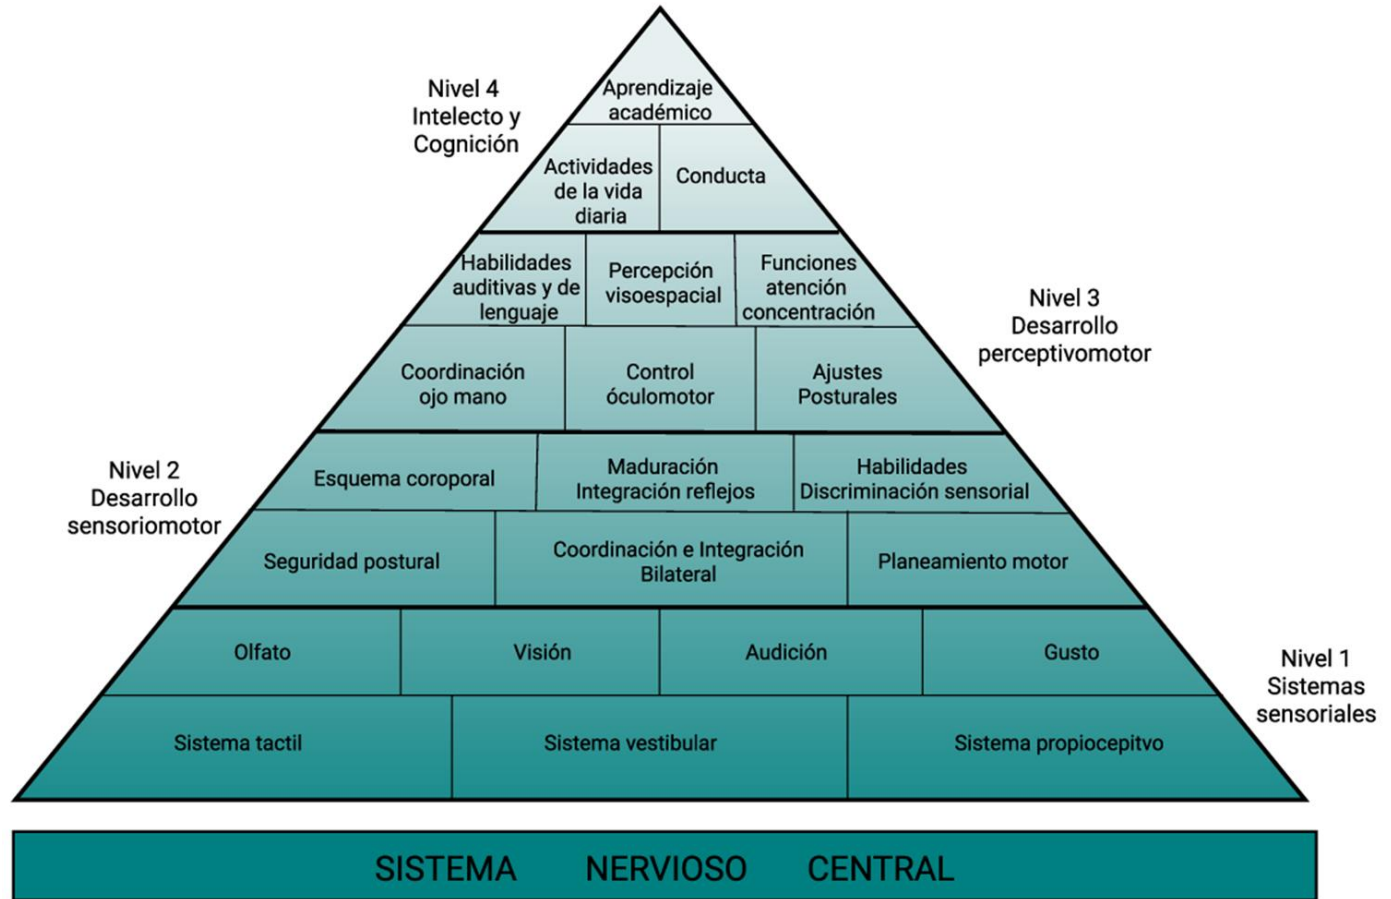 Nivel 4
Intelecto y
Cognición
Aprendizaje
académico
Actividades
de la vida
diaria
Conducta
Habilidades
auditivas y de
lenguaje
Percepción
visoespacial
Funciones
atención
concentración
Nivel 3
Desarrollo
perceptivomotor
Coordinación
ojo mano
Control
óculomotor
Ajustes
Posturales
Nivel 2
Desarrollo
sensoriomotor
Esquema coroporal
Maduración
Integración reflejos
Habilidades
Discriminación sensorial
Seguridad postural
Coordinación e Integración
Bilateral
Planeamiento motor
Olfato
Visión
Audición
Gusto
Nivel 1
Sistemas
sensoriales
Sistema tactil
Sistema vestibular
Sistema propiocepitvo
SISTEMA NERVIOSO CENTRAL